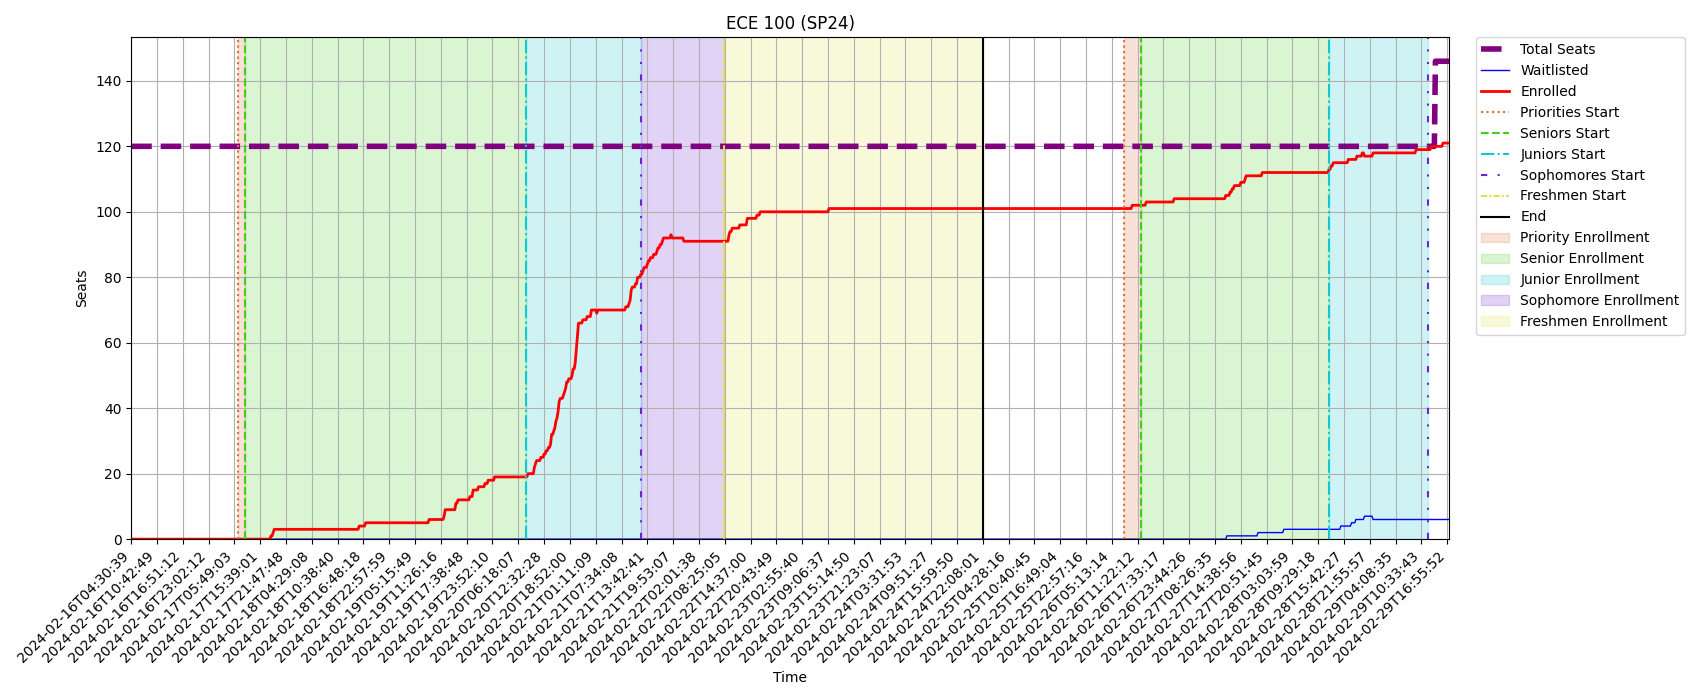 ECE 100 (SP24)
Seats
140
120
100
80
60
40
20
0
2024-02-16T04:30:39
2024-02-16T10:42:49
2024-02-16T16:51:12
2024-02-16T23:02:12
2024-02-17T05:49:03
2024-02-17T15:39:01
2024-02-17T21:47:48
2024-02-18T04:29:08
2024-02-18T10:38:40
2024-02-18T16:48:18
2024-02-18T22:57:59
2024-02-19T05:15:49
2024-02-19T11:26:16
2024-02-19T17:38:48
2024-02-19T23:52:10
2024-02-20T06:18:07
2024-02-20T12:32:28
2024-02-20T18:52:00
2024-02-21T01:11:09
2024-02-21T07:34:08
2024-02-21T13:42:41
2024-02-21T19:53:07
2024-02-22T02:01:38
2024-02-22T08:25:05
2024-02-22T14:37:00
2024-02-22T20:43:49
2024-02-23T02:55:40
2024-02-23T09:06:37
2024-02-23T15:14:50
2024-02-23T21:23:07
2024-02-24T03:31:53
2024-02-24T09:51:27
2024-02-24T15:59:50
2024-02-24T22:08:01
2024-02-25T04:28:16
2024-02-25T10:40:45
2024-02-25T16:49:04
2024-02-25T22:57:16
2024-02-26T05:13:14
2024-02-26T11:22:12
2024-02-26T17:33:17
2024-02-26T23:44:26
2024-02-27T08:26:35
2024-02-27T14:38:56
2024-02-27T20:51:45
2024-02-28T03:03:59
2024-02-28T09:29:18
2024-02-28T15:42:27
2024-02-28T21:55:57
2024-02-29T04:08:35
2024-02-29T10:33:43
2024-02-29T16:55:52
Time
Total Seats
Waitlisted
Enrolled
Priorities Start
Seniors Start
Juniors Start
Sophomores Start
Freshmen Start
End
Priority Enrollment
Senior Enrollment
Junior Enrollment
Sophomore Enrollment
Freshmen Enrollment